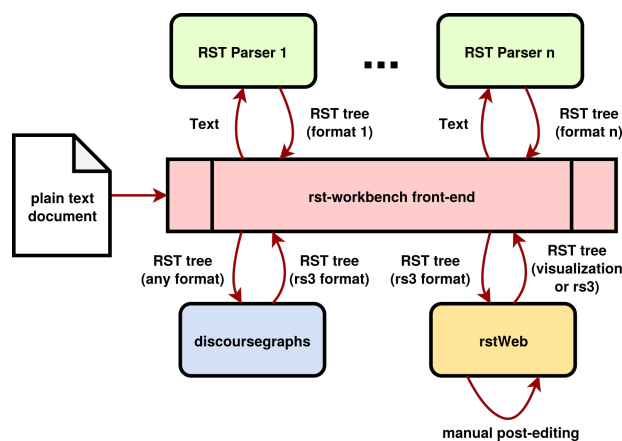 RST Parser 1
...
RST Parser n
Text
RST tree
(format 1)
Text
RST tree
(format n)
plain text
document
rst-workbench front-end
RST tree
(any format)
RST tree
(rs3 format)
RST tree
(rs3 format)
RST tree
(visualization
or rs3)
discoursegraphs
rstWeb
manual post-editing